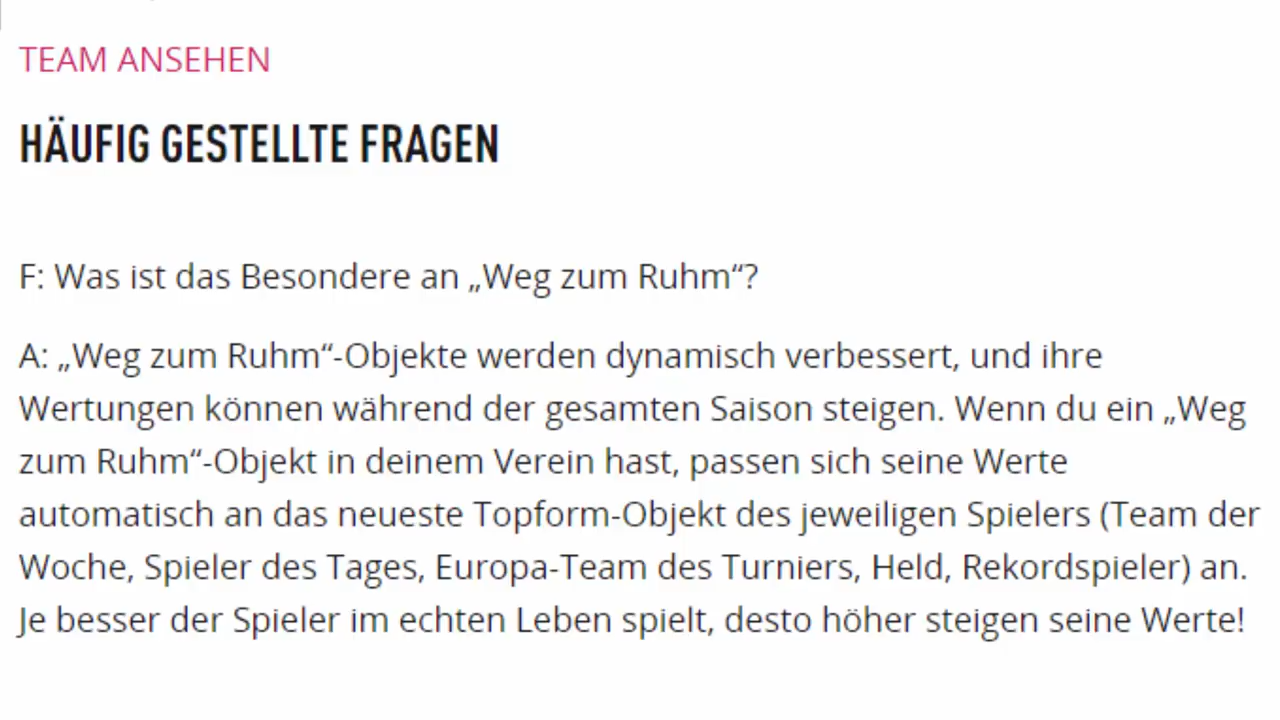 TEAM ANSEHEN
HÄUFIG GESTELLTE FRAGEN
F: Was ist das Besondere an „Weg zum Ruhm“?
A: „Weg zum Ruhm“-Objekte werden dynamisch verbessert, und ihre
Wertungen können während der gesamten Saison steigen. Wenn du ein „Weg
zum Ruhm“-Objekt in deinem Verein hast, passen sich seine Werte
automatisch an das neueste Topform-Objekt des jeweiligen Spielers (Team der
Woche, Spieler des Tages, Europa-Team des Turniers, Held, Rekordspieler) an.
Je besser der Spieler im echten Leben spielt, desto höher steigen seine Werte!